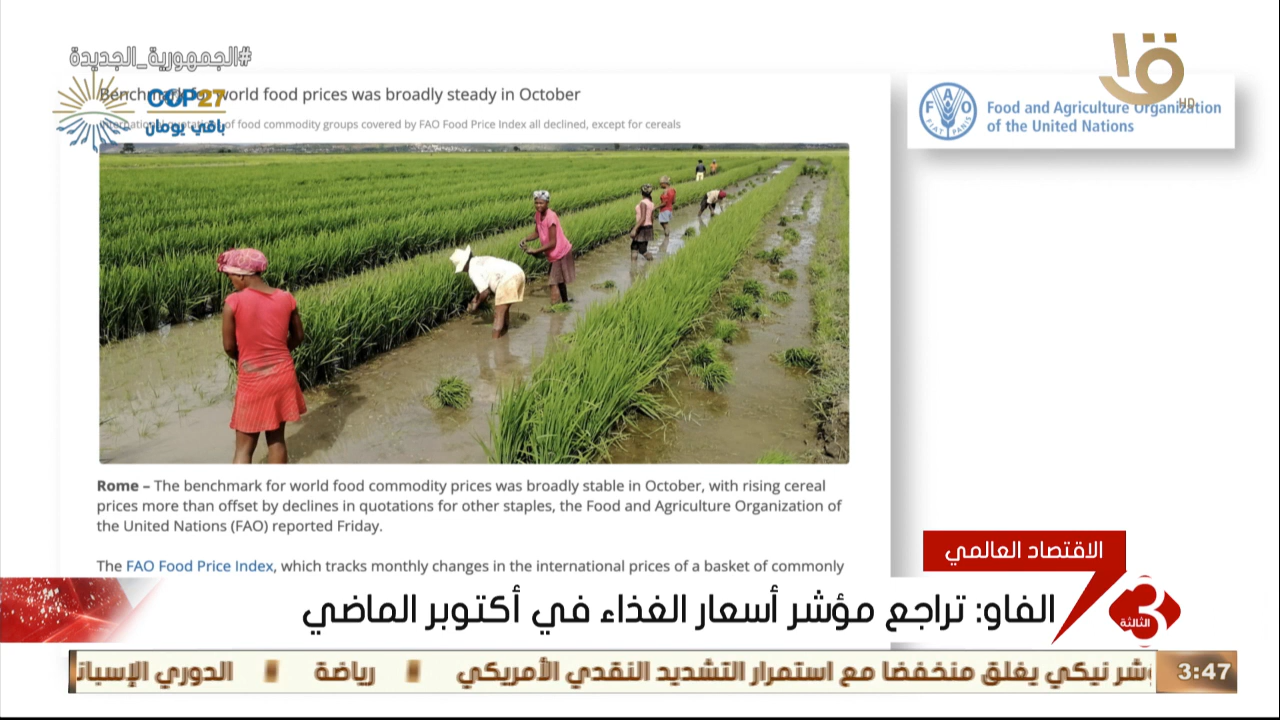 #الجمهورية_الجديدة
COP27
باقي يومان
for world food prices was broadly steady in October
of food commodity groups covered by FAO Food Price Index all declined, except for cereals
HD
FAO
FIAT PANIS
Food and Agriculture Organization
of the United Nations
Rome – The benchmark for world food commodity prices was broadly stable in October, with rising cereal
prices more than offset by declines in quotations for other staples, the Food and Agriculture Organization of
the United Nations (FAO) reported Friday.
The FAO Food Price Index, which tracks monthly changes in the international prices of a basket of commonly
الاقتصاد العالمي
الفاو: تراجع مؤشر أسعار الغذاء في أكتوبر الماضي
3 الثالثة
نيكي يغلق منخفضا مع استمرار التشديد النقدي الأمريكي رياضة الدوري
3:47